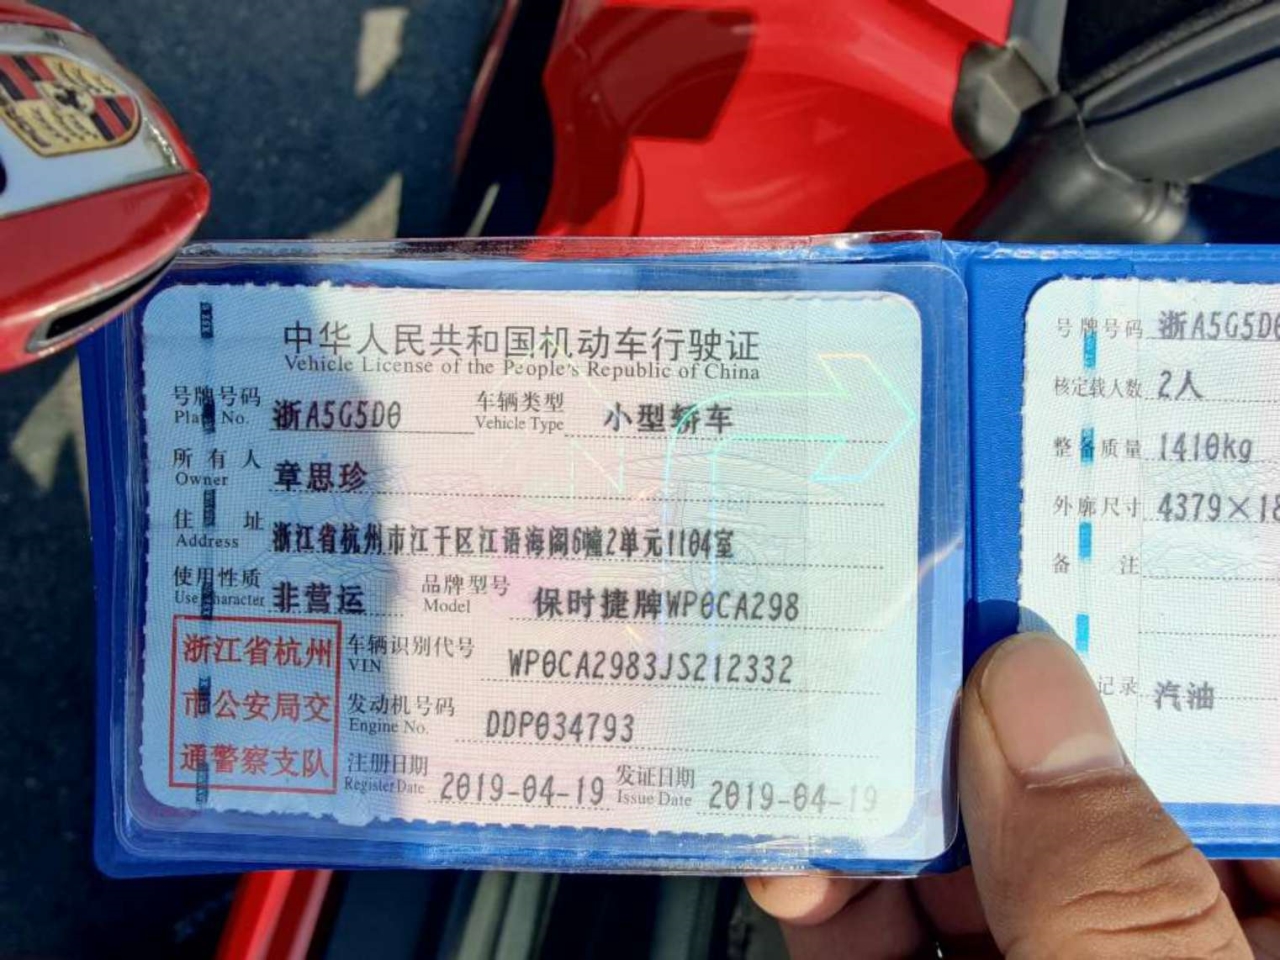 中华人民共和国机动车行驶证
Vehicle License of the People's Republic of China
号牌号码 浙A5G5D0 车辆类型 小型轿车
Plate No. Vehicle Type
所有人 章思珍
Owner
住址 浙江省杭州市江干区江语海阁6幢2单元1104室
Address
使用性质 非营运 品牌型号 保时捷牌WP0CA298
Use Character Model
浙江省杭州
市公安局交
通警察支队
车辆识别代号 WP0CA2983JS212332
VIN
发动机号码 DDP034793
Engine No.
注册日期 2019-04-19 发证日期 2019-04-19
Register Date Issue Date
号牌号码 浙A5G5D0
核定载人数 2人
整备质量 1410kg
外廓尺寸 4379×18
备注
记录 汽油